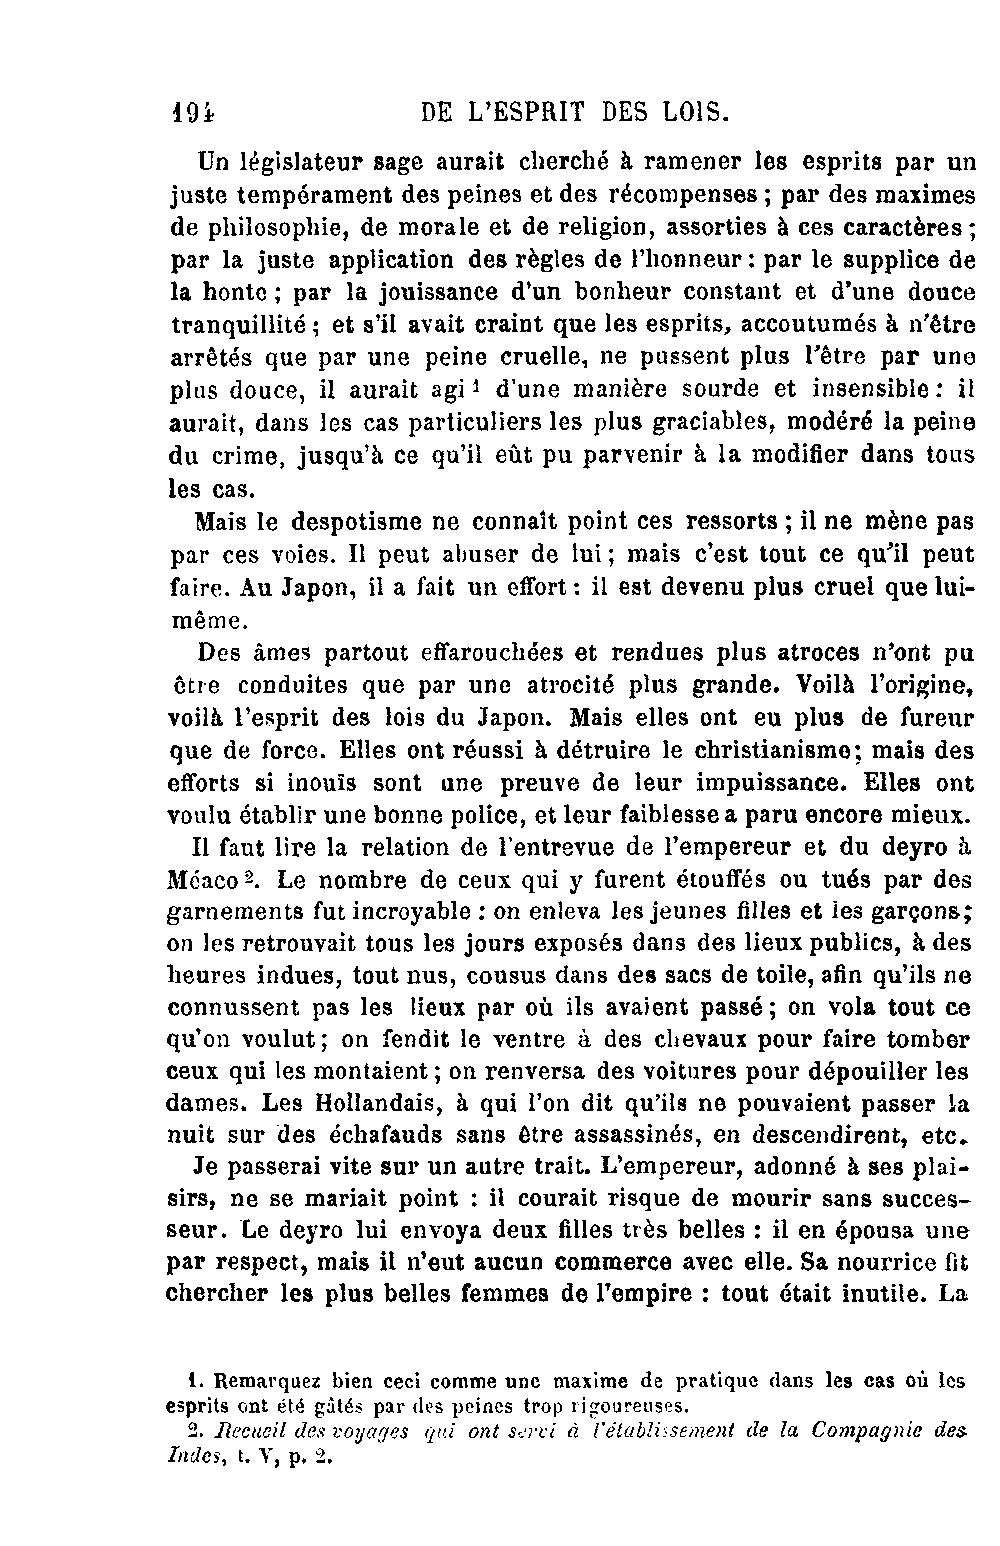 194 DE L'ESPRIT DES LOIS.
Un législateur sage aurait cherché à ramener les esprits par un
juste tempérament des peines et des récompenses ; par des maximes
de philosophie, de morale et de religion, assorties à ces caractères ;
par la juste application des règles de l'honneur : par le supplice de
la honte ; par la jouissance d'un bonheur constant et d'une douce
tranquillité ; et s'il avait craint que les esprits, accoutumés à n'être
arrêtés que par une peine cruelle, ne pussent plus l'être par une
plus douce, il aurait agi 1 d'une manière sourde et insensible : il
aurait, dans les cas particuliers les plus graciables, modéré la peine
du crime, jusqu'à ce qu'il eût pu parvenir à la modifier dans tous
les cas.
Mais le despotisme ne connaît point ces ressorts ; il ne mène pas
par ces voies. Il peut abuser de lui ; mais c'est tout ce qu'il peut
faire. Au Japon, il a fait un effort : il est devenu plus cruel que lui-
même.
Des âmes partout effarouchées et rendues plus atroces n'ont pu
être conduites que par une atrocité plus grande. Voilà l'origine,
voilà l'esprit des lois du Japon. Mais elles ont eu plus de fureur
que de force. Elles ont réussi à détruire le christianisme ; mais des
efforts si inouïs sont une preuve de leur impuissance. Elles ont
voulu établir une bonne police, et leur faiblesse a paru encore mieux.
Il faut lire la relation de l'entrevue de l'empereur et du deyro à
Méaco 2. Le nombre de ceux qui y furent étouffés ou tués par des
garnements fut incroyable : on enleva les jeunes filles et les garçons ;
on les retrouvait tous les jours exposés dans des lieux publics, à des
heures indues, tout nus, cousus dans des sacs de toile, afin qu'ils ne
connussent pas les lieux par où ils avaient passé ; on vola tout ce
qu'on voulut ; on fendit le ventre à des chevaux pour faire tomber
ceux qui les montaient ; on renversa des voitures pour dépouiller les
dames. Les Hollandais, à qui l'on dit qu'ils ne pouvaient passer la
nuit sur des échafauds sans être assassinés, en descendirent, etc.
Je passerai vite sur un autre trait. L'empereur, adonné à ses plai-
sirs, ne se mariait point : il courait risque de mourir sans succes-
seur. Le deyro lui envoya deux filles très belles : il en épousa une
par respect, mais il n'eut aucun commerce avec elle. Sa nourrice fit
chercher les plus belles femmes de l'empire : tout était inutile. La
1. Remarquez bien ceci comme une maxime de pratique dans les cas où les
esprits ont été gâtés par des peines trop rigoureuses.
2. Recueil des voyages qui ont servi à l'établissement de la Compagnie des
Indes, t. V, p. 2.